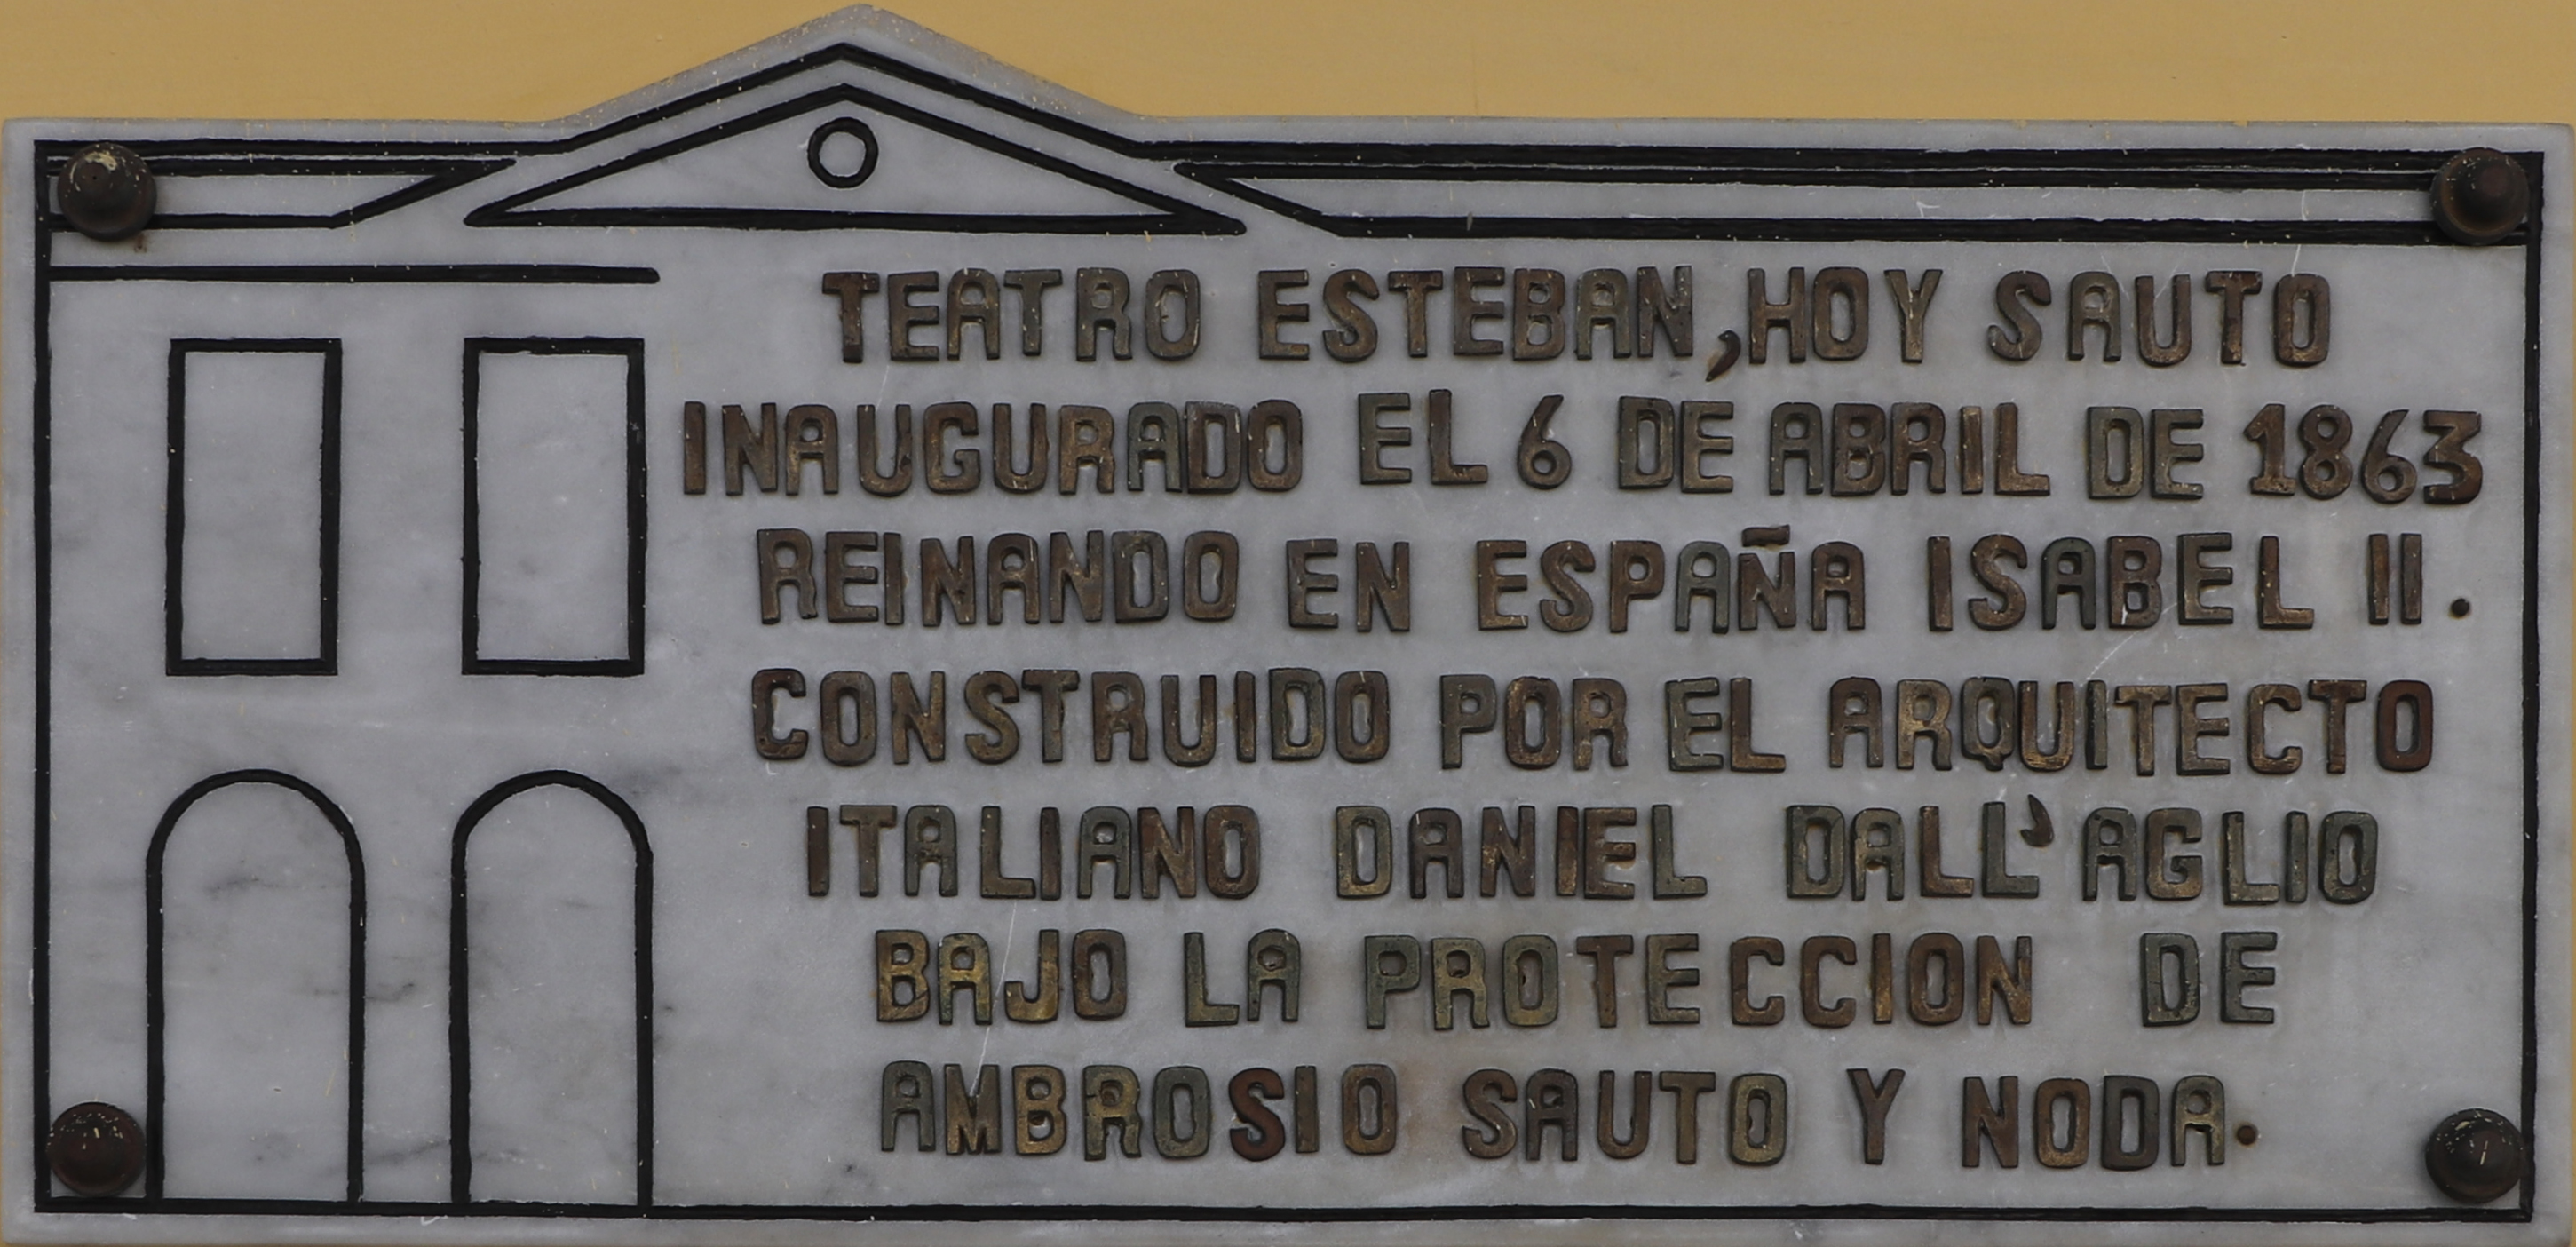 TEATRO ESTEBAN, HOY SAUTO
INAUGURADO EL 6 DE ABRIL DE 1863
REINANDO EN ESPAÑA ISABEL II.
CONSTRUIDO POR EL ARQUITECTO
ITALIANO DANIEL DALL'AGLIO
BAJO LA PROTECCION DE
AMBROSIO SAUTO Y NODA.